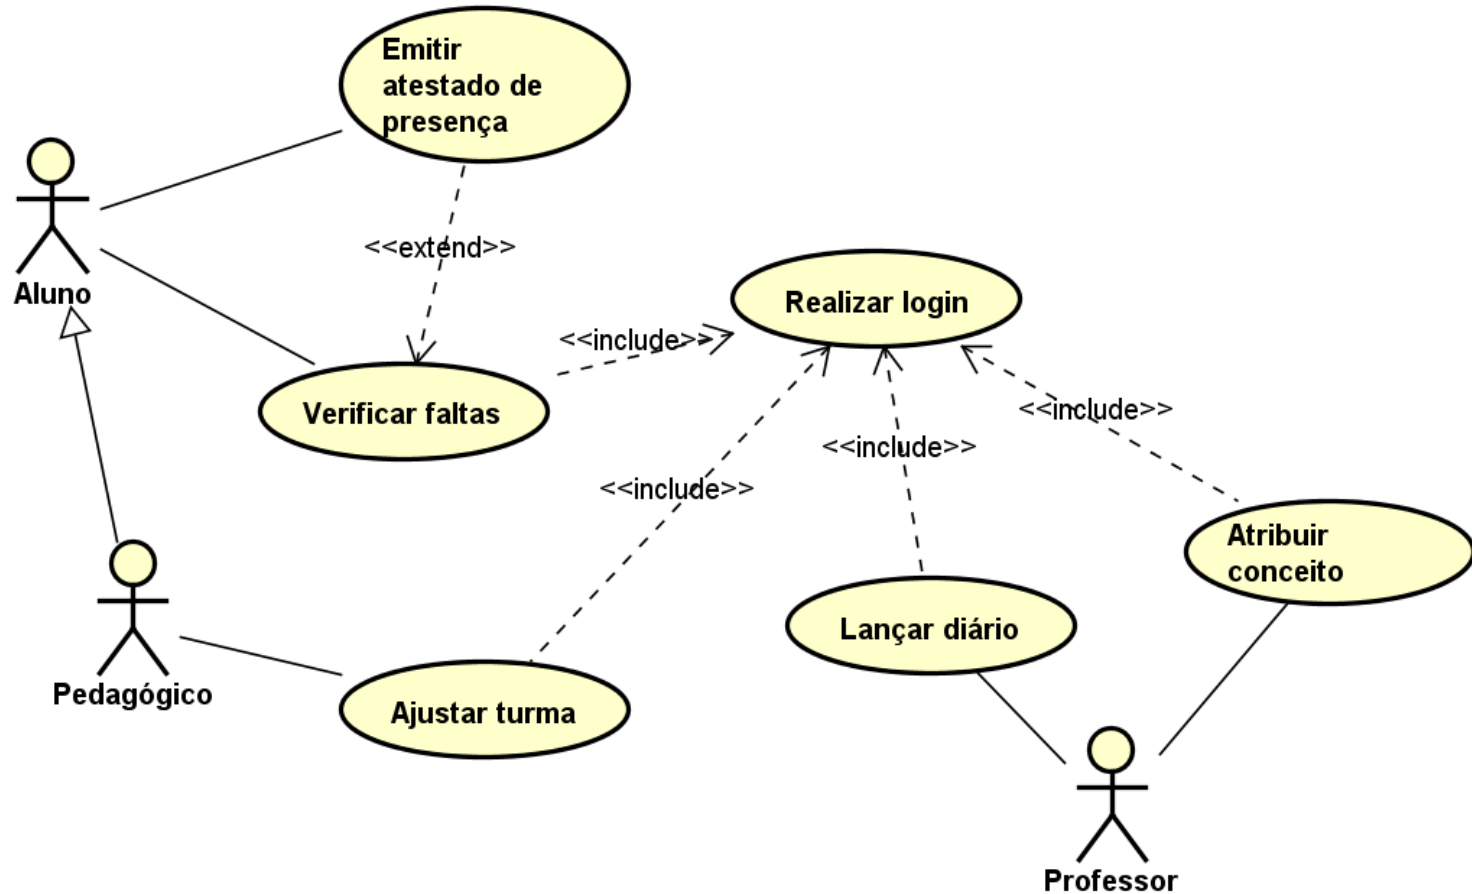 Emitir
atestado de
presença
<<extend>>
Aluno
Realizar login
<<include>>
Verificar faltas
<<include>>
<<include>>
<<include>>
Atribuir
conceito
Lançar diário
Pedagógico
Ajustar turma
Professor